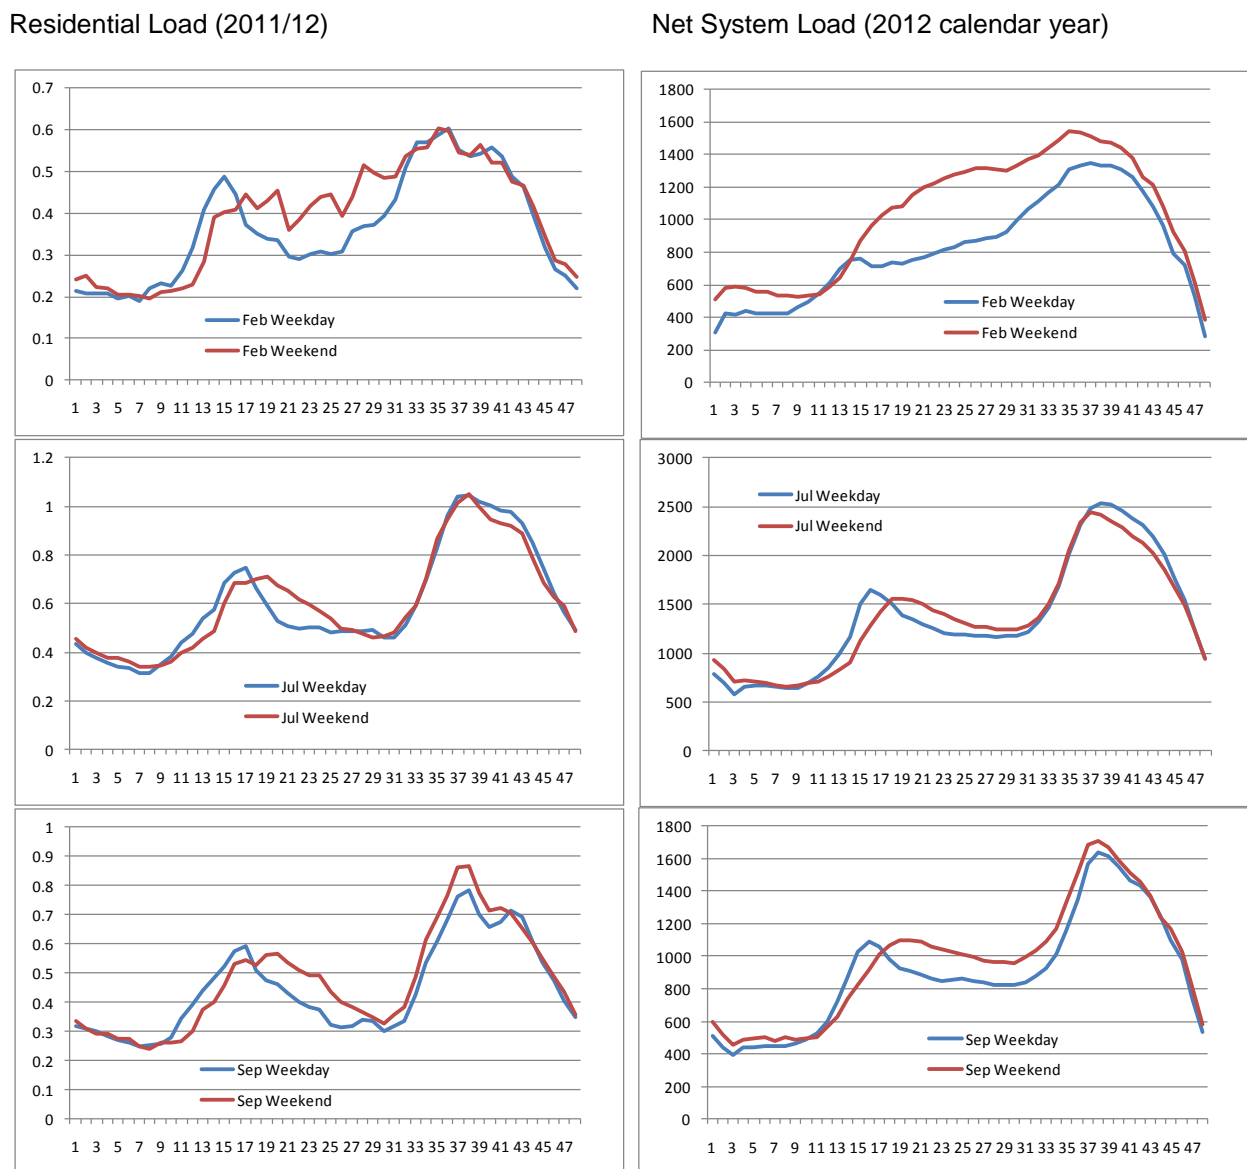 Residential Load (2011/12)
Net System Load (2012 calendar year)
0.7
0.6
0.5
0.4
0.3
0.2
0.1
0
Feb Weekday
Feb Weekend
1 3 5 7 9 11 13 15 17 19 21 23 25 27 29 31 33 35 37 39 41 43 45 47
1800
1600
1400
1200
1000
800
600
400
200
0
Feb Weekday
Feb Weekend
1 3 5 7 9 11 13 15 17 19 21 23 25 27 29 31 33 35 37 39 41 43 45 47
1.2
1
0.8
0.6
0.4
0.2
0
Jul Weekday
Jul Weekend
1 3 5 7 9 11 13 15 17 19 21 23 25 27 29 31 33 35 37 39 41 43 45 47
3000
2500
2000
1500
1000
500
0
Jul Weekday
Jul Weekend
1 3 5 7 9 11 13 15 17 19 21 23 25 27 29 31 33 35 37 39 41 43 45 47
1
0.9
0.8
0.7
0.6
0.5
0.4
0.3
0.2
0.1
0
Sep Weekday
Sep Weekend
1 3 5 7 9 11 13 15 17 19 21 23 25 27 29 31 33 35 37 39 41 43 45 47
1800
1600
1400
1200
1000
800
600
400
200
0
Sep Weekday
Sep Weekend
1 3 5 7 9 11 13 15 17 19 21 23 25 27 29 31 33 35 37 39 41 43 45 47